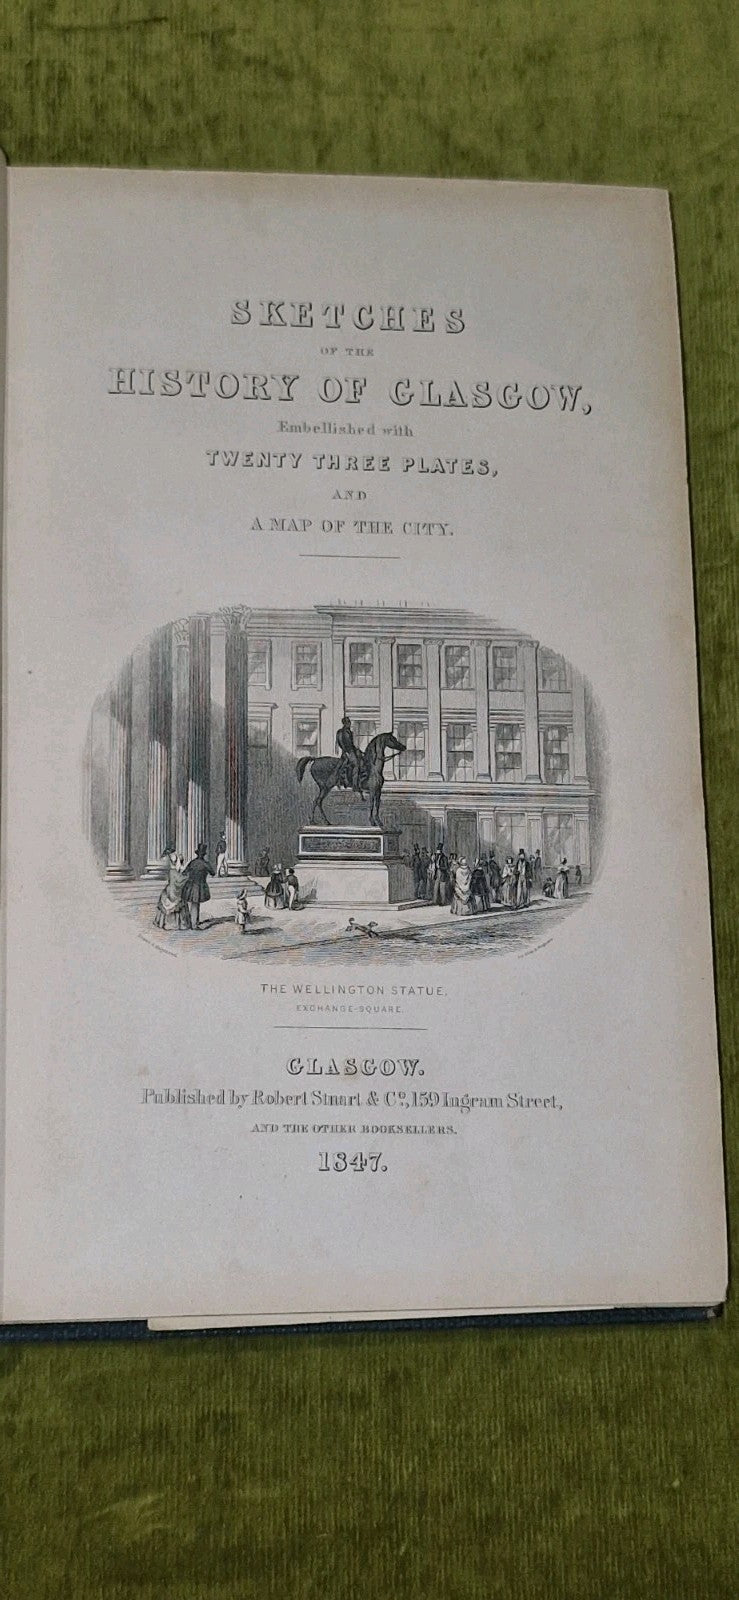 SKETCHES
OF THE
HISTORY OF GLASGOW,
Embellished with
TWENTY THREE PLATES,
AND
A MAP OF THE CITY.
THE WELLINGTON STATUE,
EXCHANGE-SQUARE.
GLASGOW.
Published by Robert Stuart & Co., 159 Ingram Street,
AND THE OTHER BOOKSELLERS.
1847.